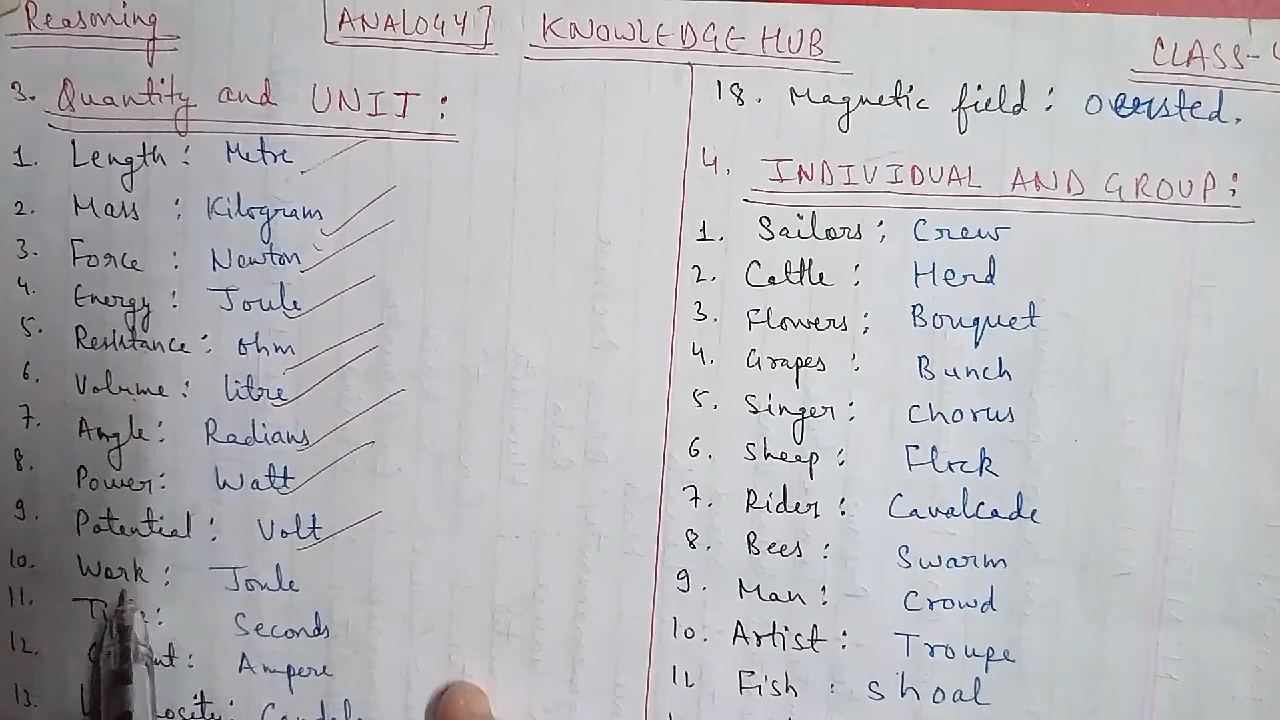 Reasoning [ANALOGY] KNOWLEDGE HUB CLASS-
3. Quantity and UNIT:
1. Length: Metre
2. Mass : Kilogram
3. Force : Newton
4. Energy : Joule
5. Resistance: ohm
6. Volume: litre
7. Angle: Radians
8. Power: Watt
9. Potential: Volt
10. Work: Joule
11. Seconds
12. Ampere
13.
18. Magnetic field: Oersted.
4. INDIVIDUAL AND GROUP:
1. Sailors; Crew
2. Cattle: Herd
3. Flowers; Bouquet
4. Grapes: Bunch
5. Singer: Chorus
6. Sheep: Flock
7. Rider: Cavalcade
8. Bees: Swarm
9. Man: Crowd
10. Artist: Troupe
11 Fish: Shoal